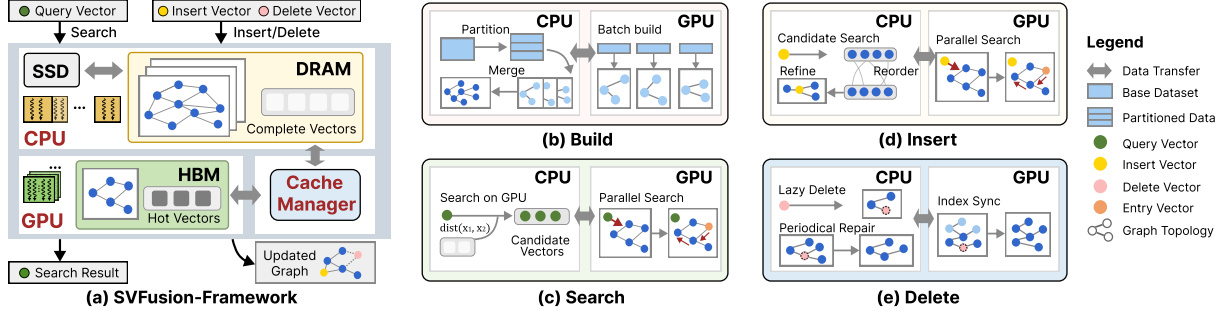 Query Vector
Insert Vector
Delete Vector
Search
Insert/Delete
SSD
DRAM
...
CPU
Complete Vectors
...
HBM
GPU
Hot Vectors
Cache
Manager
Search Result
Updated
Graph
(a) SVFusion-Framework
CPU
GPU
Partition
Batch build
Merge
(b) Build
CPU
GPU
Search on GPU
Parallel Search
dist(x₁, x₂)
Candidate
Vectors
(c) Search
CPU
GPU
Candidate Search
Parallel Search
Refine
Reorder
(d) Insert
CPU
GPU
Lazy Delete
Index Sync
Periodical Repair
(e) Delete
Legend
Data Transfer
Base Dataset
Partitioned Data
Query Vector
Insert Vector
Delete Vector
Entry Vector
Graph Topology